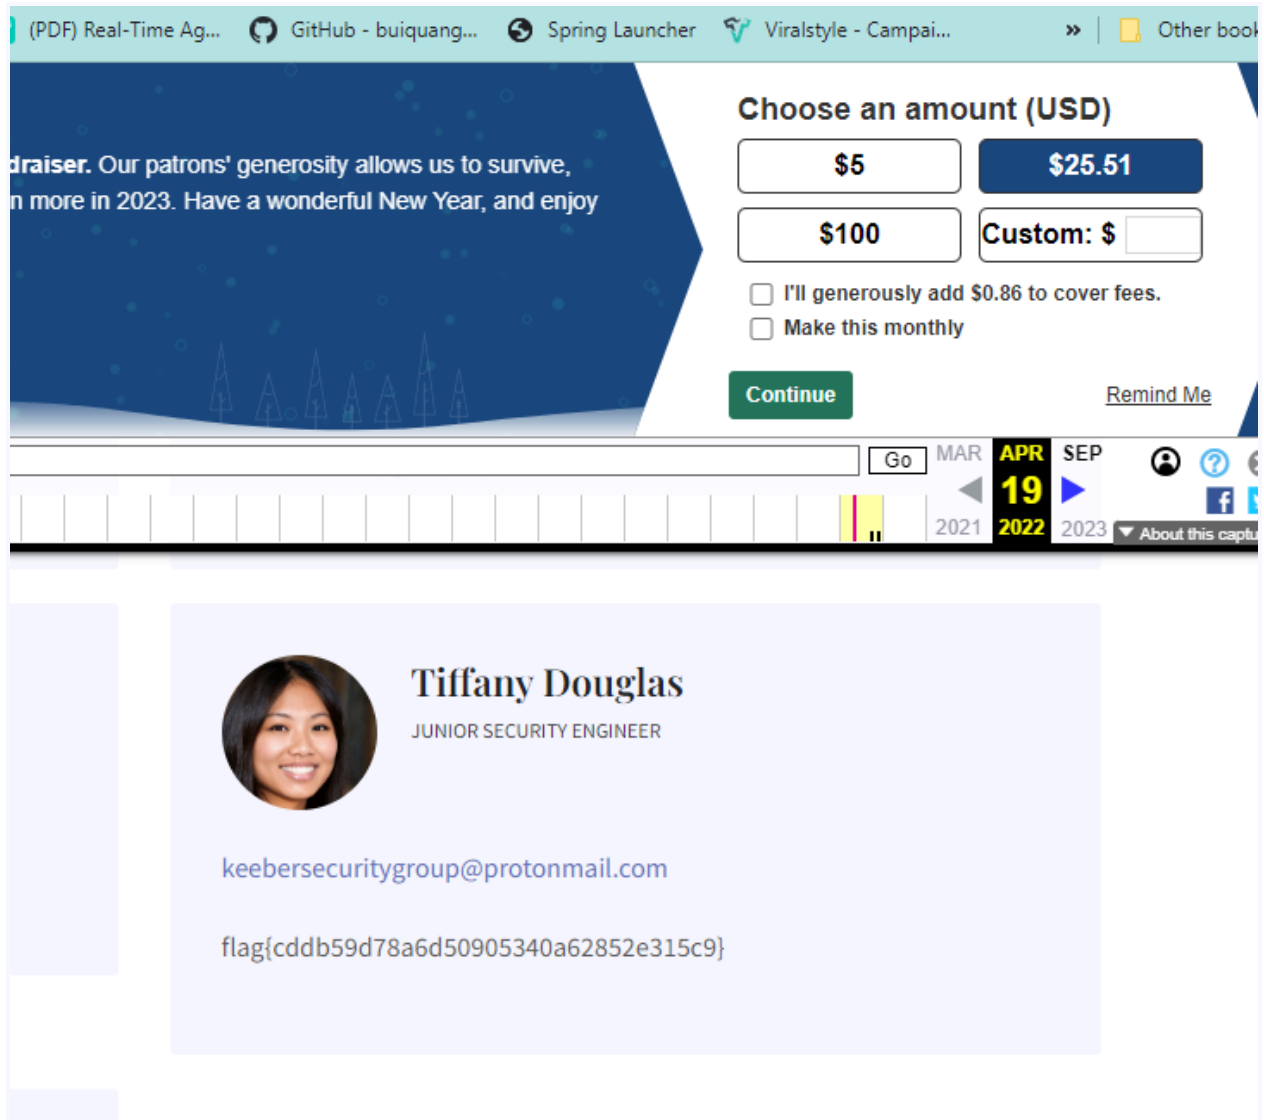 (PDF) Real-Time Ag... GitHub - buiquang... Spring Launcher Viralstyle - Campai... » Other book
draiser. Our patrons' generosity allows us to survive,
n more in 2023. Have a wonderful New Year, and enjoy
Choose an amount (USD)
$5 $25.51
$100 Custom: $
I'll generously add $0.86 to cover fees.
Make this monthly
Continue Remind Me
Go MAR APR SEP
19
2021 2022 2023 About this captu
Tiffany Douglas
JUNIOR SECURITY ENGINEER
keebersecuritygroup@protonmail.com
flag{cddb59d78a6d50905340a62852e315c9}